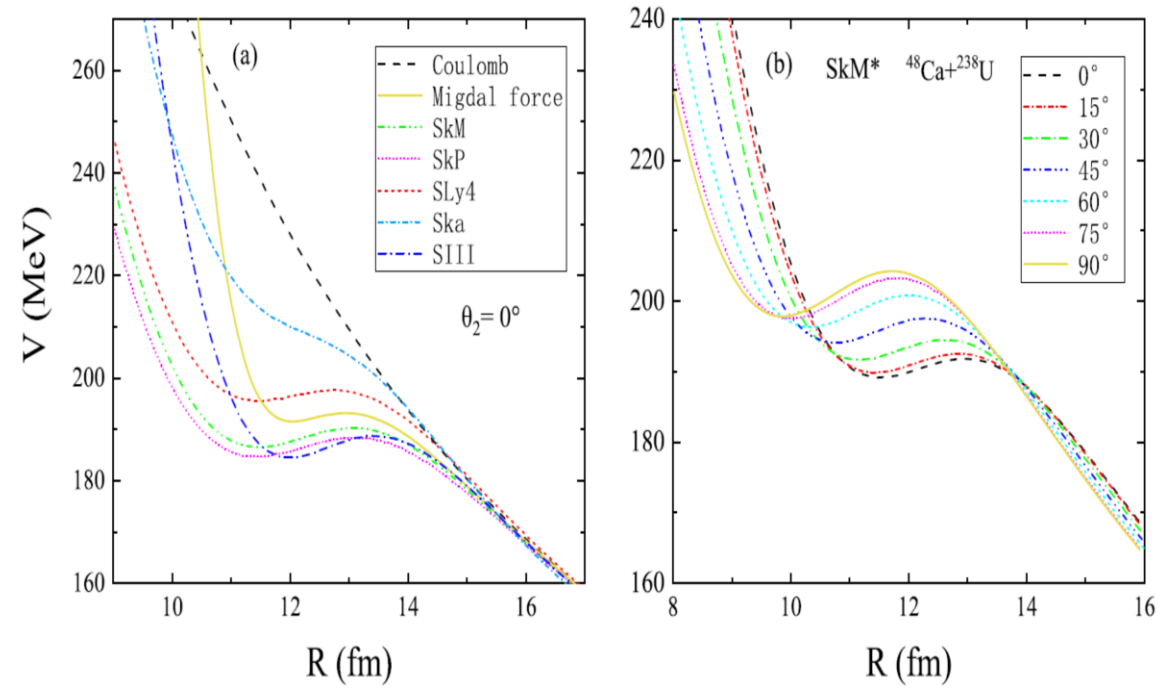 V (MeV)
260
240
220
200
180
160
10
12
14
16
R (fm)
(a)
Coulomb
Migdal force
SkM
SkP
SLy4
Ska
SIII
θ₂= 0°
240
220
200
180
160
8
10
12
14
16
R (fm)
(b) SkM* ⁴⁸Ca+²³⁸U
0°
15°
30°
45°
60°
75°
90°